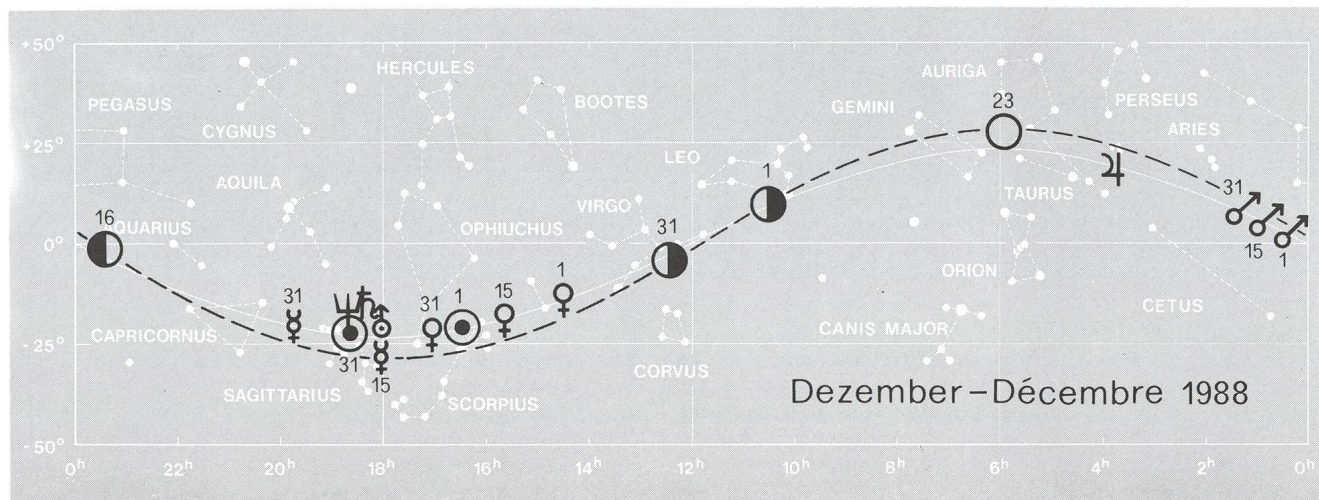 +50°
HERCULES
AURIGA
23
PEGASUS
BOOTES
GEMINI
PERSEUS
CYGNUS
ARIES
+25°
LEO
1
AQUILA
TAURUS
31
16
VIRGO
31
QUARIUS
OPHIUCHUS
0°
15
1
ORION
1
31
31
1
15
CETUS
CAPRICORNUS
CANIS MAJOR
-25°
31
15
CORVUS
SAGITTARIUS
SCORPIUS
Dezember – Décembre 1988
-50°
0h 22h 20h 18h 16h 14h 12h 10h 8h 6h 4h 2h 0h